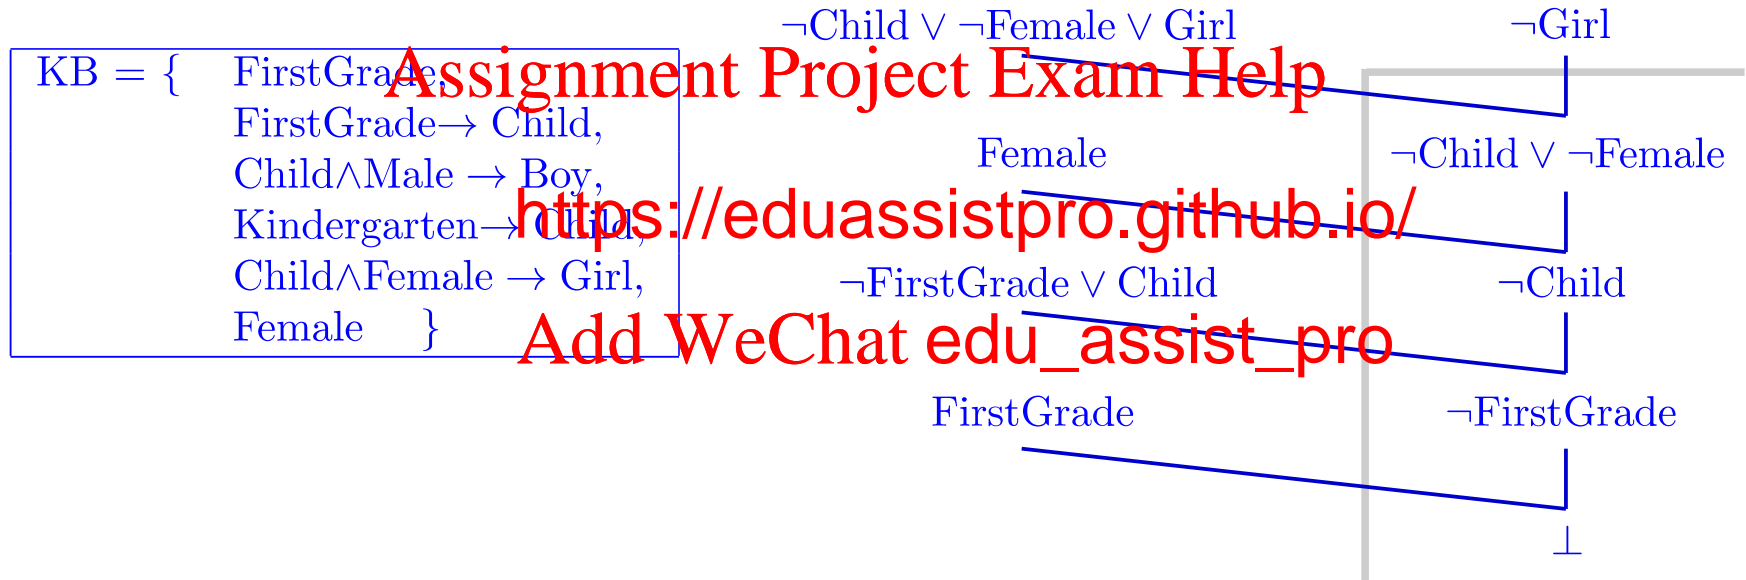 KB = { FirstGrade,
FirstGrade→ Child,
Child∧Male → Boy,
Kindergarten→ Child,
Child∧Female → Girl,
Female }
¬Child ∨ ¬Female ∨ Girl ¬Girl
Female ¬Child ∨ ¬Female
¬FirstGrade ∨ Child ¬Child
FirstGrade ¬FirstGrade
⊥
Assignment Project Exam Help
https://eduassistpro.github.io/
Add WeChat edu_assist_pro